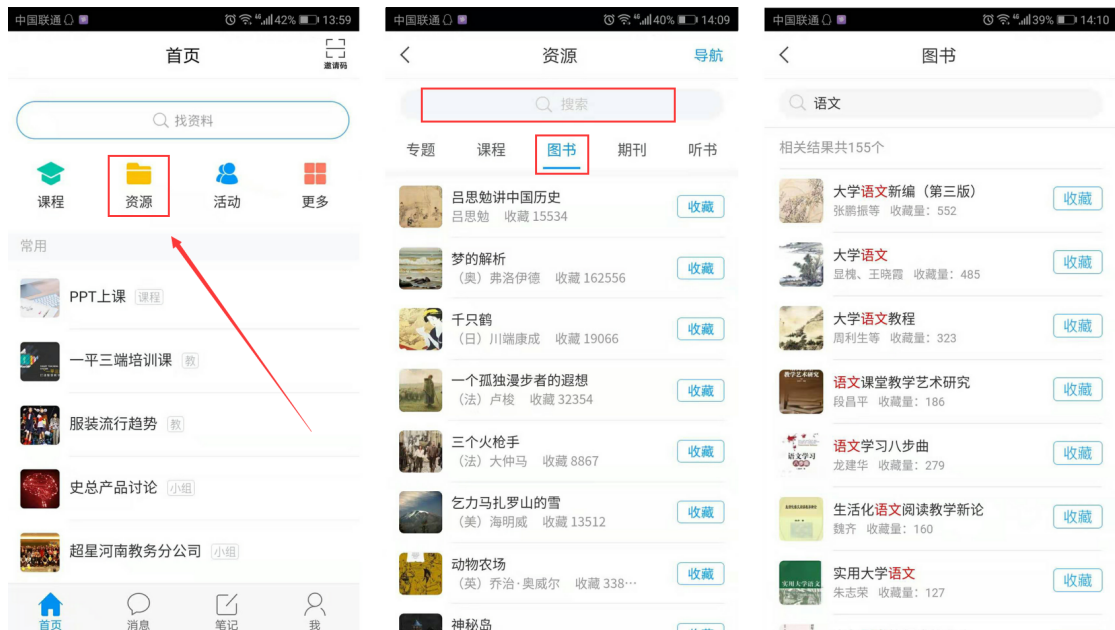 中国联通 42% 13:59
首页
邀请码
找资料
课程 资源 活动 更多
常用
PPT上课 课程
一平三端培训课 教
服装流行趋势 教
史总产品讨论 小组
超星河南教务分公司 小组
首页 消息 笔记 我
中国联通 40% 14:09
资源 导航
搜索
专题 课程 图书 期刊 听书
吕思勉讲中国历史
吕思勉 收藏 15534
收藏
梦的解析
（奥）弗洛伊德 收藏 162556
收藏
千只鹤
（日）川端康成 收藏 19066
收藏
一个孤独漫步者的遐想
（法）卢梭 收藏 32354
收藏
三个火枪手
（法）大仲马 收藏 8867
收藏
乞力马扎罗山的雪
（美）海明威 收藏 13512
收藏
动物农场
（英）乔治·奥威尔 收藏 338…
收藏
神秘岛
中国联通 39% 14:10
图书
语文
相关结果共155个
大学语文新编（第三版）
张鹏振等 收藏量：552
收藏
大学语文
显槐、王晓霞 收藏量：485
收藏
大学语文教程
周利生等 收藏量：323
收藏
语文课堂教学艺术研究
段昌平 收藏量：186
收藏
语文学习八步曲
龙建华 收藏量：279
收藏
生活化语文阅读教学新论
魏齐 收藏量：160
收藏
实用大学语文
朱志荣 收藏量：127
收藏